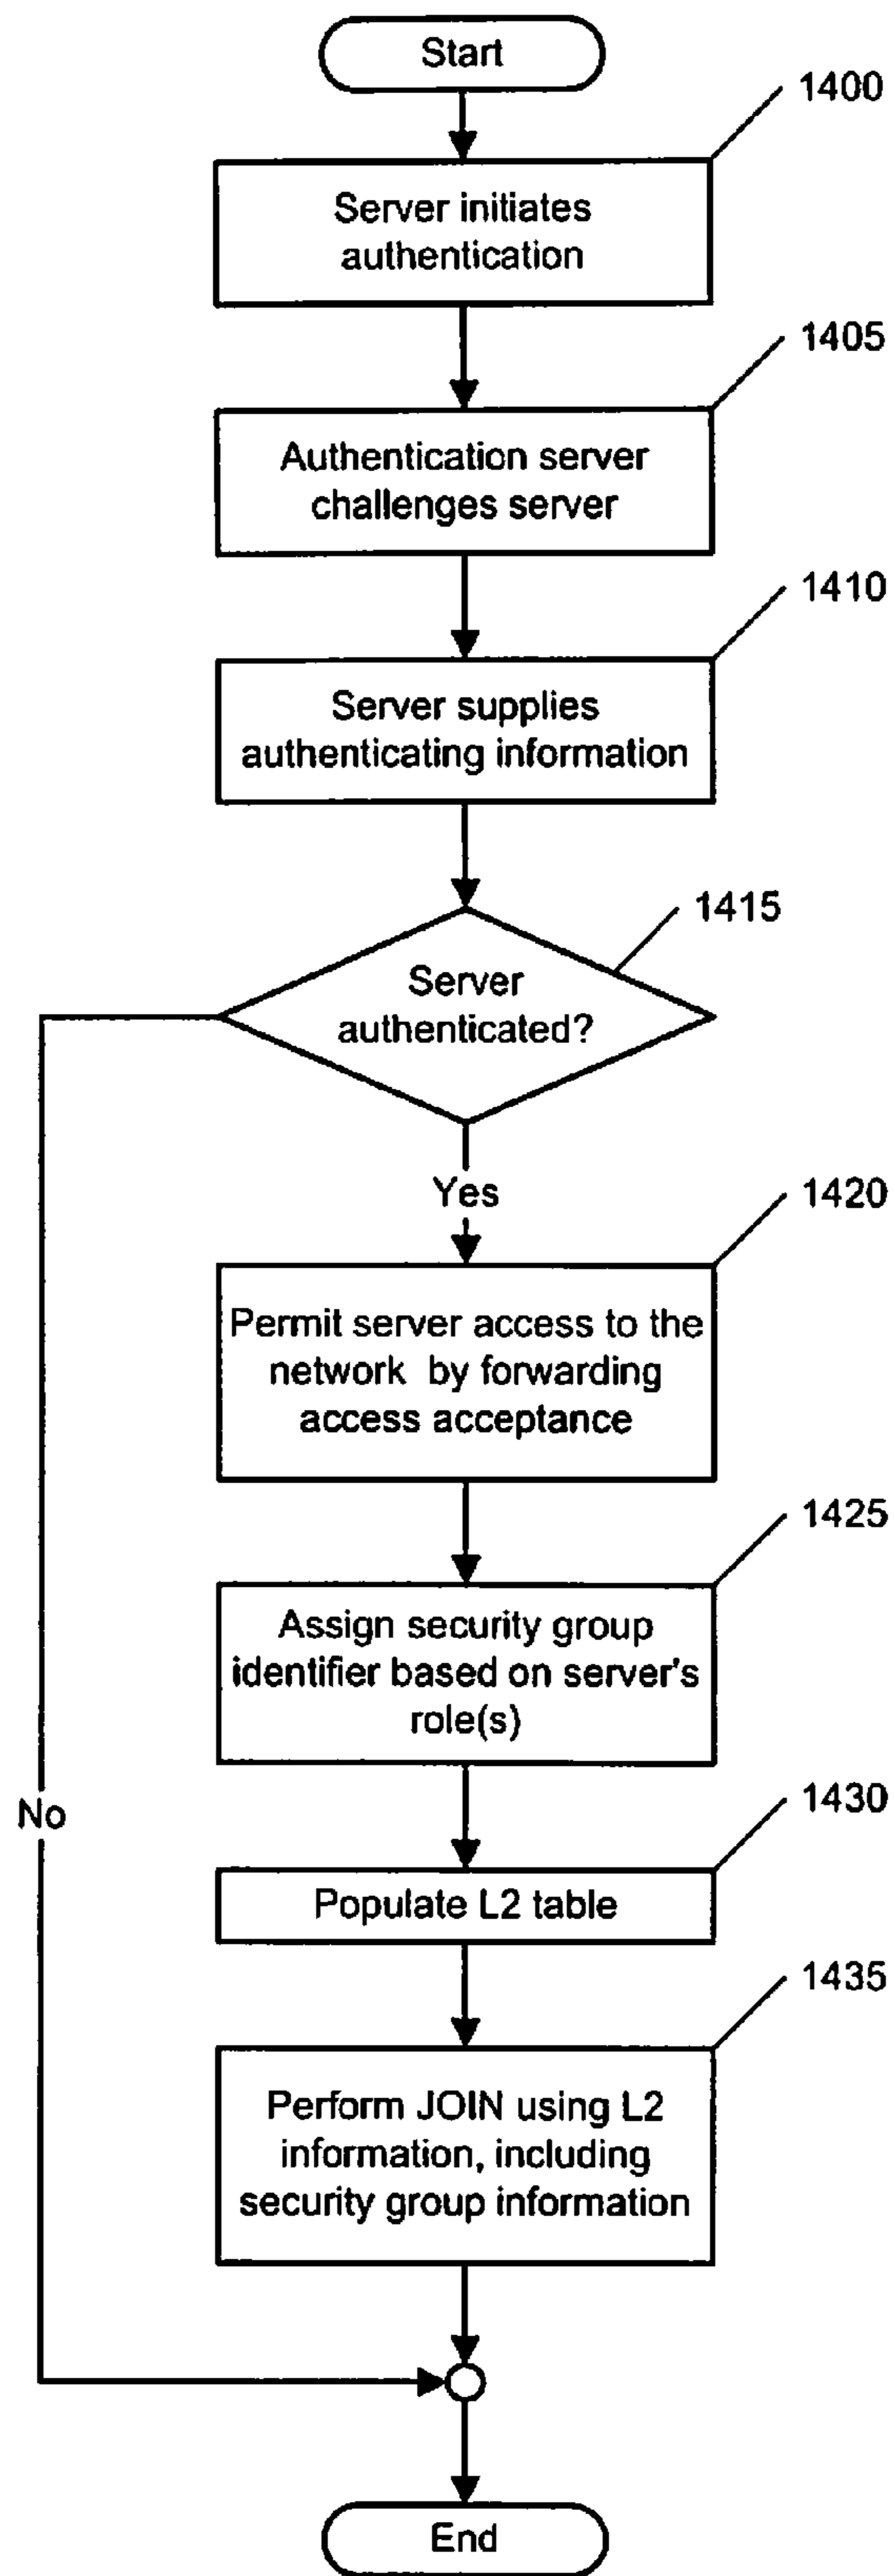 Start
1400
Server initiates
authentication
1405
Authentication server
challenges server
1410
Server supplies
authenticating information
1415
Server
authenticated?
Yes
1420
Permit server access to the
network by forwarding
access acceptance
1425
Assign security group
identifier based on server's
role(s)
No
1430
Populate L2 table
1435
Perform JOIN using L2
information, including
security group information
End